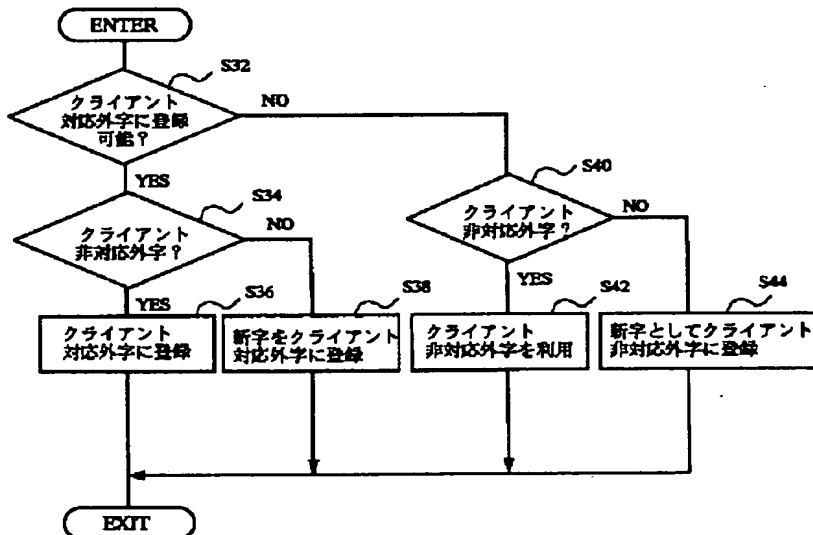 ENTER
S32
クライアント
対応外字に登録
可能？
NO
YES
S34
クライアント
非対応外字？
NO
S40
クライアント
非対応外字？
NO
YES
S36
クライアント
対応外字に登録
S38
新字をクライアント
対応外字に登録
YES
S42
クライアント
非対応外字を利用
S44
新字としてクライアント
非対応外字に登録
EXIT